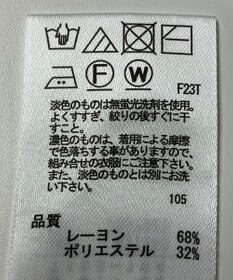 F W
F23T
淡色のものは無蛍光洗剤を使用。
よくすすぎ、絞りの後すぐに干
すこと。
濃色のものは、着用による摩擦
で色落ちする事がありますので、
組み合せの衣服にご注意下さい。
また、淡色のものとは別にお洗
い下さい。
105
品質
レーヨン 68%
ポリエステル 32%